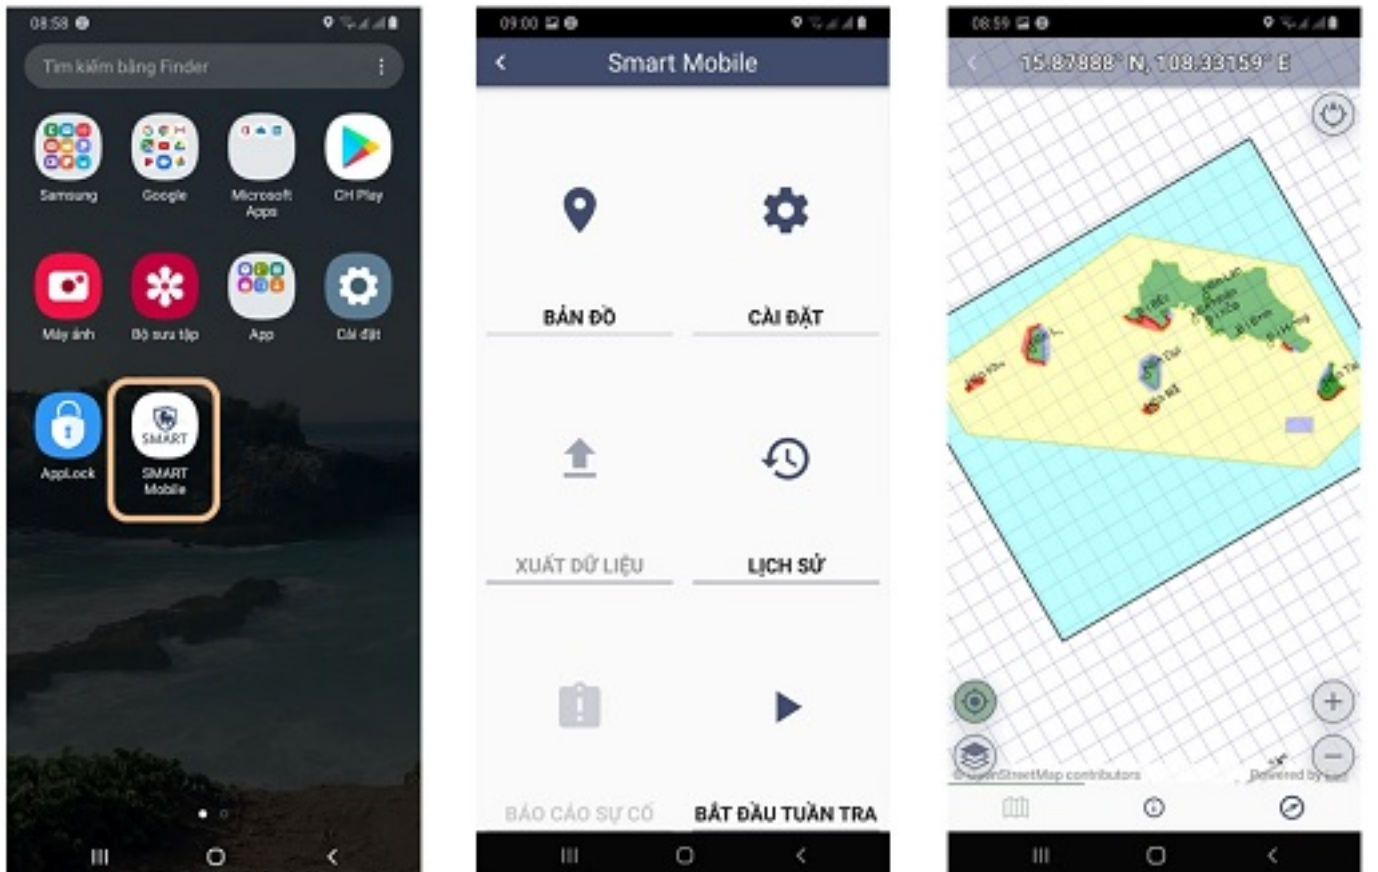 08:58
Tìm kiếm bằng Finder
Samsung
Google
Microsoft
Apps
CH Play
Máy ảnh
Bộ sưu tập
App
Cài đặt
AppLock
SMART
SMART
Mobile
09:00
Smart Mobile
BẢN ĐỒ
CÀI ĐẶT
XUẤT DỮ LIỆU
LỊCH SỬ
BÁO CÁO SỰ CỐ
BẮT ĐẦU TUẦN TRA
08:59
15.87888° N, 108.33159° E
© OpenStreetMap contributors
Powered by